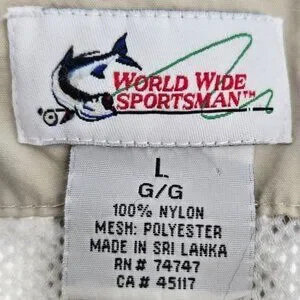 WORLD WIDE
SPORTSMAN™
L
G/G
100% NYLON
MESH: POLYESTER
MADE IN SRI LANKA
RN# 74747
CA# 45117